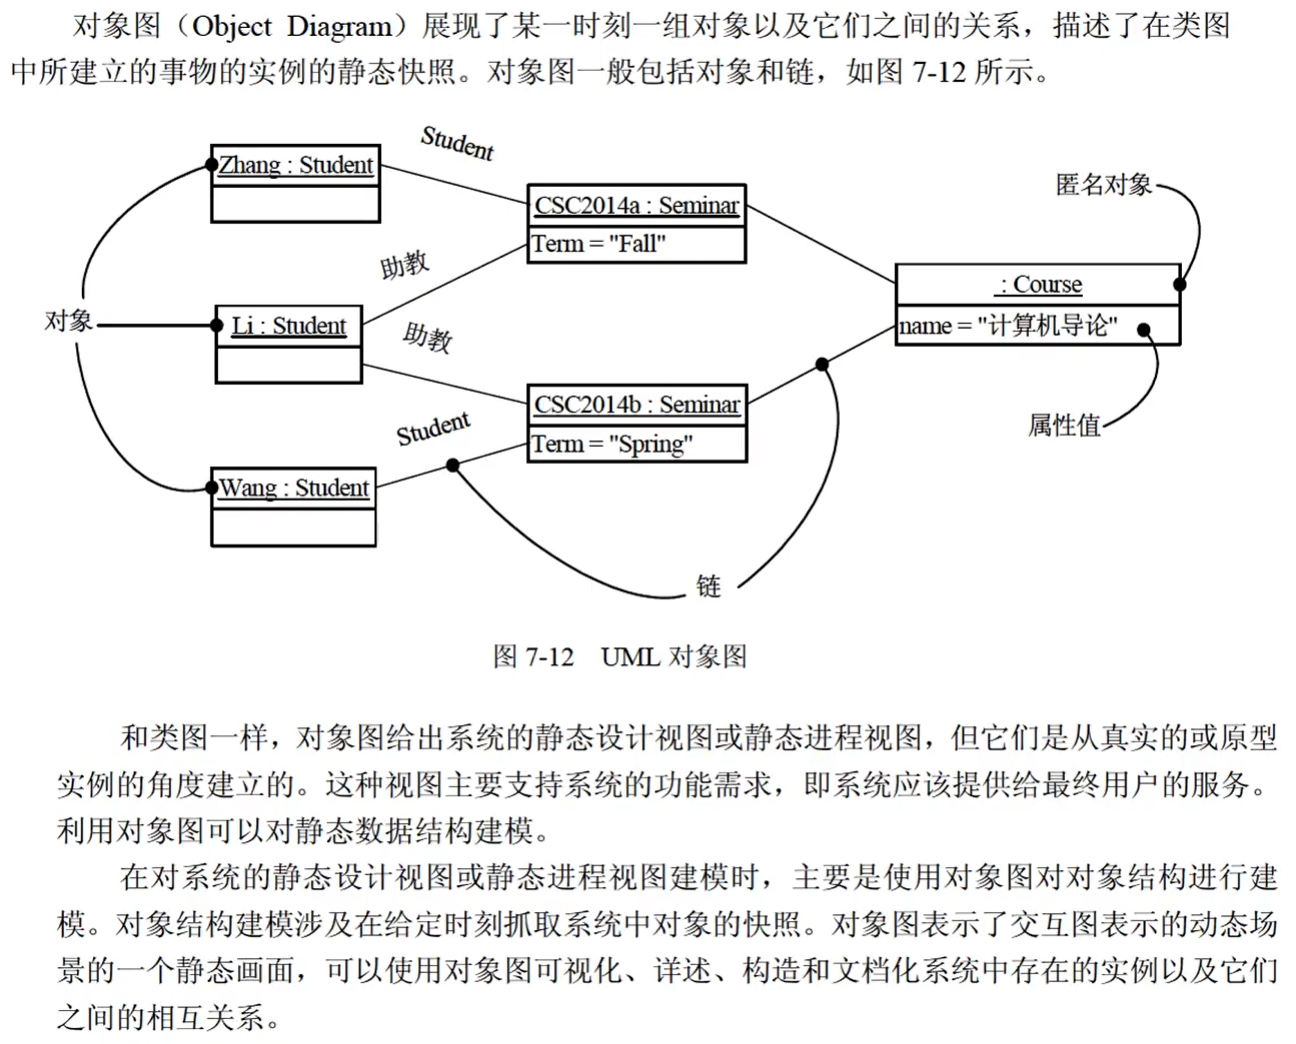 对象图（Object Diagram）展现了某一时刻一组对象以及它们之间的关系，描述了在类图
中所建立的事物的实例的静态快照。对象图一般包括对象和链，如图 7-12 所示。
Student
Zhang : Student
匿名对象
CSC2014a : Seminar
Term = "Fall"
助教
: Course
对象
Li : Student
助教
name = "计算机导论"
CSC2014b : Seminar
Student
属性值
Term = "Spring"
Wang : Student
链
图 7-12 UML 对象图
和类图一样，对象图给出系统的静态设计视图或静态进程视图，但它们是从真实的或原型
实例的角度建立的。这种视图主要支持系统的功能需求，即系统应该提供给最终用户的服务。
利用对象图可以对静态数据结构建模。
在对系统的静态设计视图或静态进程视图建模时，主要是使用对象图对对象结构进行建
模。对象结构建模涉及在给定时刻抓取系统中对象的快照。对象图表示了交互图表示的动态场
景的一个静态画面，可以使用对象图可视化、详述、构造和文档化系统中存在的实例以及它们
之间的相互关系。